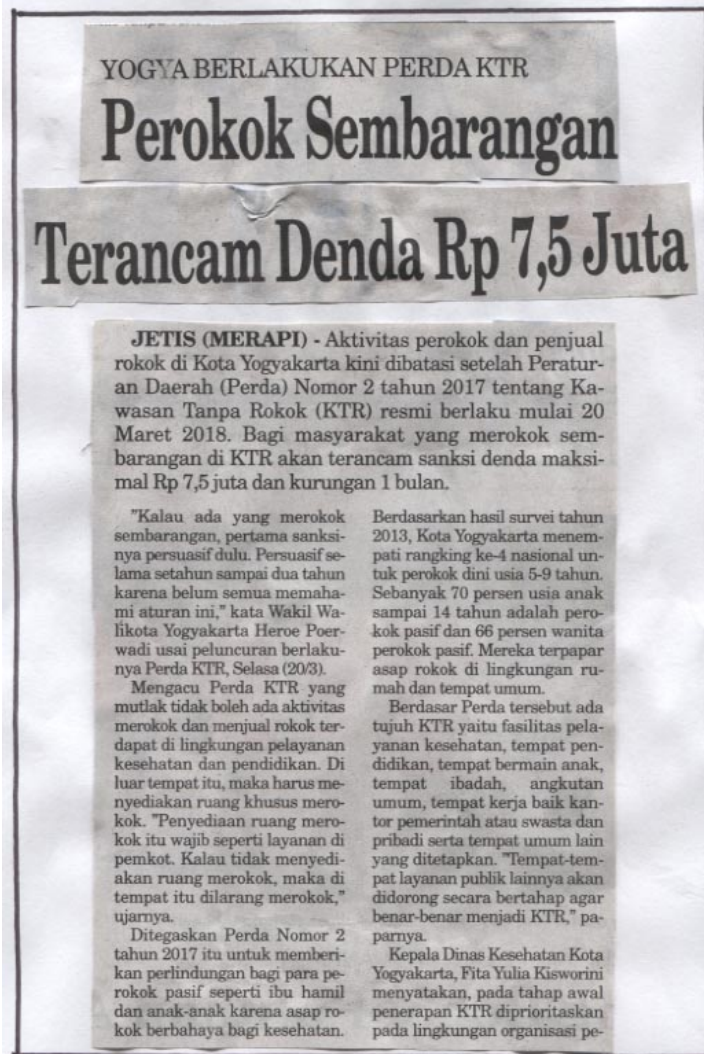 YOGYA BERLAKUKAN PERDA KTR
Perokok Sembarangan
Terancam Denda Rp 7,5 Juta
JETIS (MERAPI) - Aktivitas perokok dan penjual
rokok di Kota Yogyakarta kini dibatasi setelah Peratur-
an Daerah (Perda) Nomor 2 tahun 2017 tentang Ka-
wasan Tanpa Rokok (KTR) resmi berlaku mulai 20
Maret 2018. Bagi masyarakat yang merokok sem-
barangan di KTR akan terancam sanksi denda maksi-
mal Rp 7,5 juta dan kurungan 1 bulan.
"Kalau ada yang merokok
sembarangan, pertama sanksi-
nya persuasif dulu. Persuasif se-
lama setahun sampai dua tahun
karena belum semua memaha-
mi aturan ini," kata Wakil Wa-
likota Yogyakarta Heroe Poer-
wadi usai peluncuran berlaku-
nya Perda KTR, Selasa (20/3).
Mengacu Perda KTR yang
mutlak tidak boleh ada aktivitas
merokok dan menjual rokok ter-
dapat di lingkungan pelayanan
kesehatan dan pendidikan. Di
luar tempat itu, maka harus me-
nyediakan ruang khusus mero-
kok. "Penyediaan ruang mero-
kok itu wajib seperti layanan di
pemkot. Kalau tidak menyedi-
akan ruang merokok, maka di
tempat itu dilarang merokok,"
ujarnya.
Ditegaskan Perda Nomor 2
tahun 2017 itu untuk memberi-
kan perlindungan bagi para pe-
rokok pasif seperti ibu hamil
dan anak-anak karena asap ro-
kok berbahaya bagi kesehatan.
Berdasarkan hasil survei tahun
2013, Kota Yogyakarta menem-
pati rangking ke-4 nasional un-
tuk perokok dini usia 5-9 tahun.
Sebanyak 70 persen usia anak
sampai 14 tahun adalah pero-
kok pasif dan 66 persen wanita
perokok pasif. Mereka terpapar
asap rokok di lingkungan ru-
mah dan tempat umum.
Berdasar Perda tersebut ada
tujuh KTR yaitu fasilitas pela-
yanan kesehatan, tempat pen-
didikan, tempat bermain anak,
tempat ibadah, angkutan
umum, tempat kerja baik kan-
tor pemerintah atau swasta dan
pribadi serta tempat umum lain
yang ditetapkan. "Tempat-tem-
pat layanan publik lainnya akan
didorong secara bertahap agar
benar-benar menjadi KTR," pa-
parnya.
Kepala Dinas Kesehatan Kota
Yogyakarta, Fita Yulia Kisworini
menyatakan, pada tahap awal
penerapan KTR diprioritaskan
pada lingkungan organisasi pe-